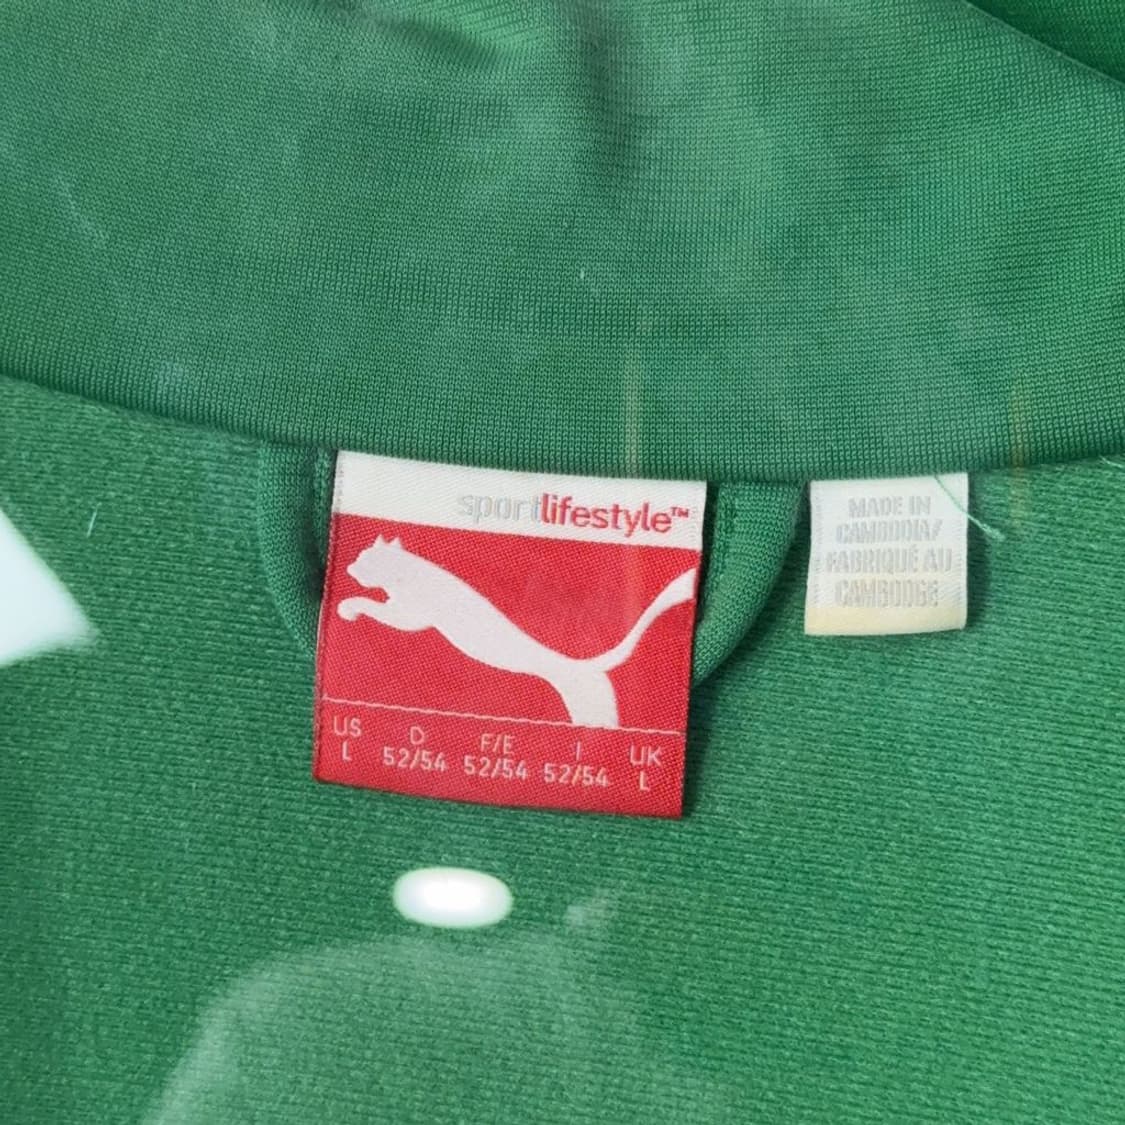 sportlifestyle™
US D F/E I UK
L 52/54 52/54 52/54 L
MADE IN
CAMBODIA/
FABRIQUÉ AU
CAMBODGE